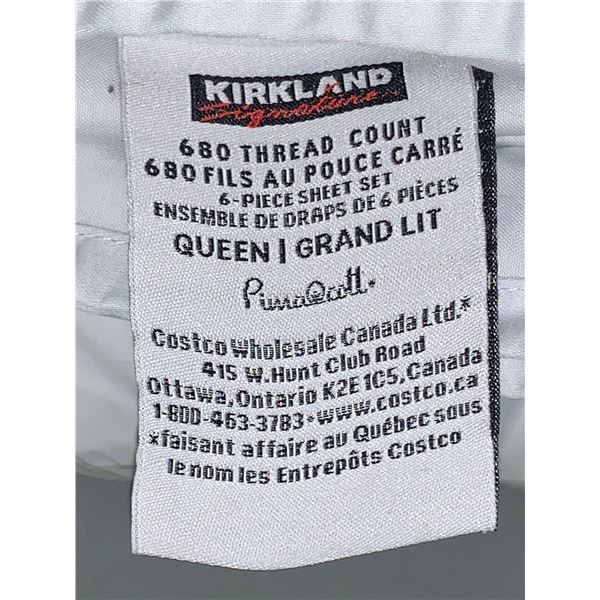 KIRKLAND
Signature
680 THREAD COUNT
680 FILS AU POUCE CARRÉ
6-PIECE SHEET SET
ENSEMBLE DE DRAPS DE 6 PIÈCES
QUEEN | GRAND LIT
PimaCott
Costco Wholesale Canada Ltd.*
415 W.Hunt Club Road
Ottawa,Ontario K2E 1C5,Canada
1-800-463-3783•www.costco.ca
*faisant affaire au Québec sous
le nom les Entrepôts Costco